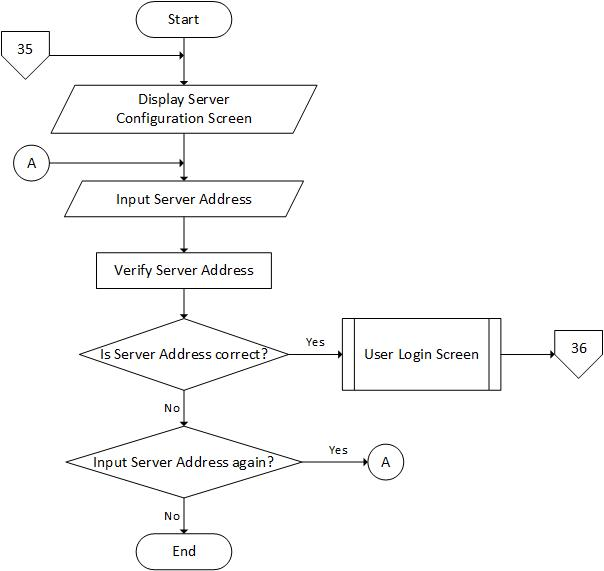 Start
35
Display Server
Configuration Screen
A
Input Server Address
Verify Server Address
Is Server Address correct?
Yes
User Login Screen
36
No
Input Server Address again?
Yes
A
No
End